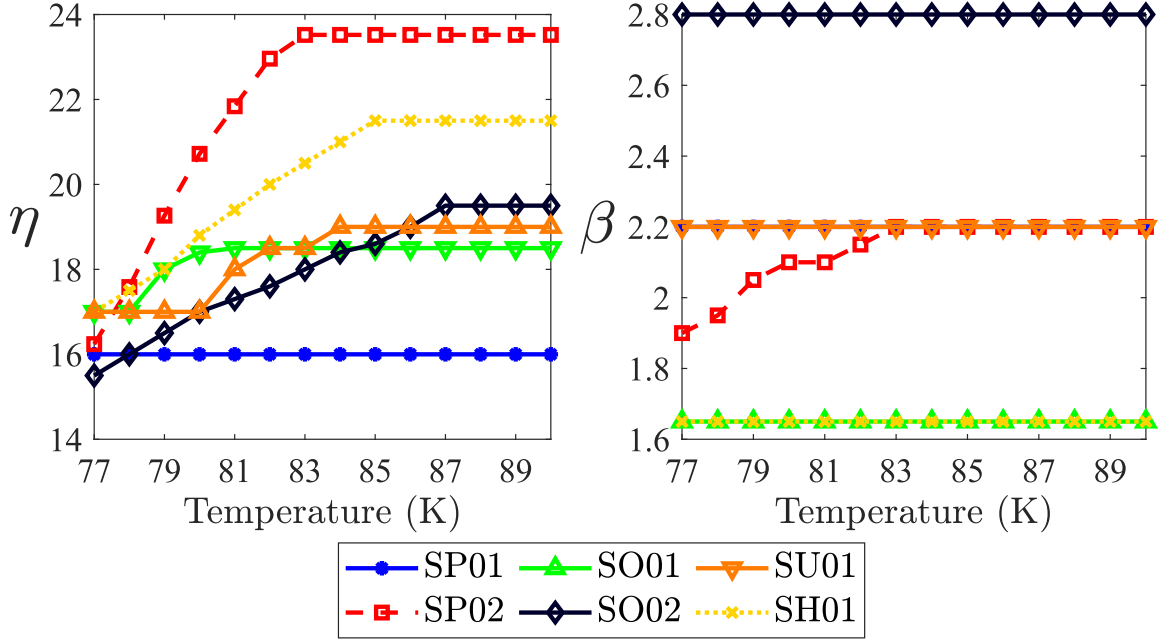 24
22
20
18
16
14
η
77 79 81 83 85 87 89
Temperature (K)
2.8
2.6
2.4
2.2
2
1.8
1.6
β
77 79 81 83 85 87 89
Temperature (K)
SP01 SO01 SU01
SP02 SO02 SH01